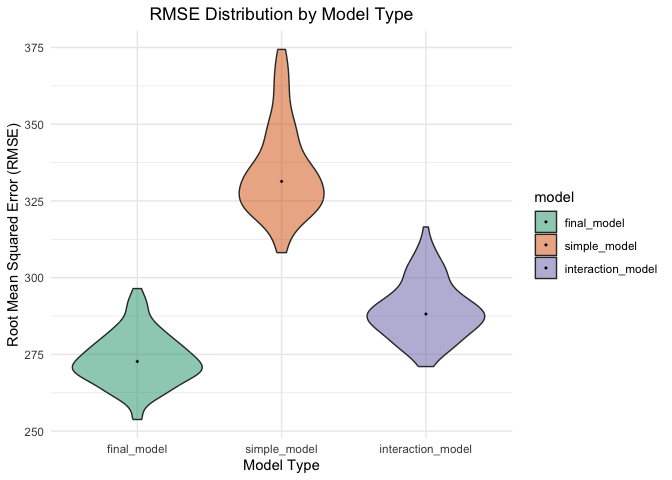 RMSE Distribution by Model Type
Root Mean Squared Error (RMSE)
375
350
325
300
275
250
final_model
simple_model
interaction_model
Model Type
model
final_model
simple_model
interaction_model